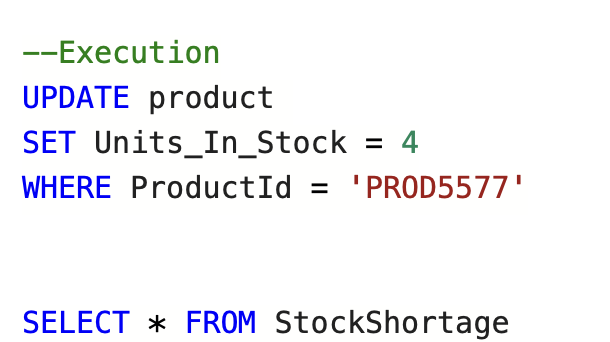 --Execution
UPDATE product
SET Units_In_Stock = 4
WHERE ProductId = 'PROD5577'
SELECT * FROM StockShortage